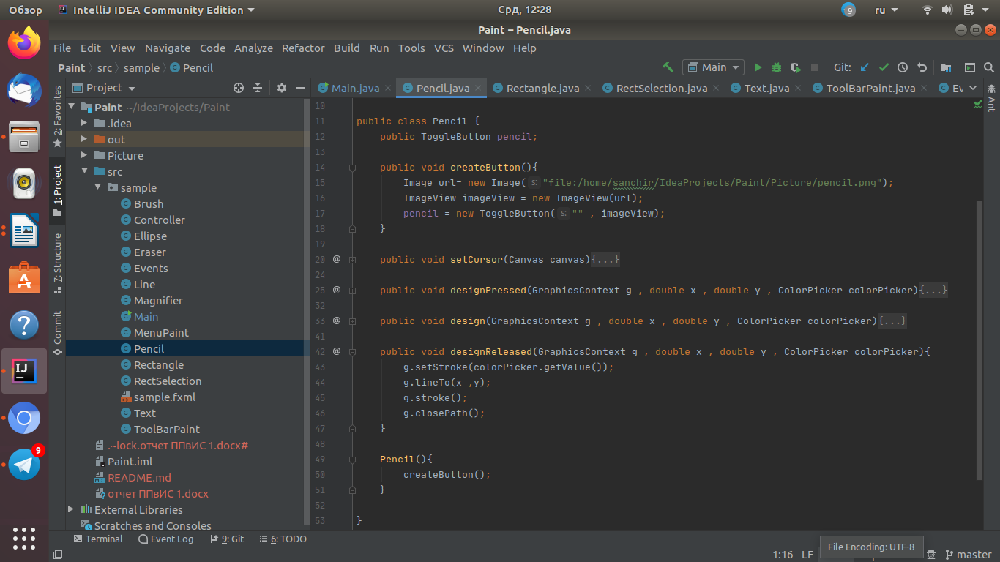 Обзор IntelliJ IDEA Community Edition Срд, 12:28 9 ru
Paint – Pencil.java
File Edit View Navigate Code Analyze Refactor Build Run Tools VCS Window Help
Paint src sample Pencil Main Git:
Project Main.java Pencil.java Rectangle.java RectSelection.java Text.java ToolBarPaint.java Ev
2: Favorites
1: Project
7: Structure
Commit
Ant
Paint ~/IdeaProjects/Paint
.idea
out
Picture
src
sample
Brush
Controller
Ellipse
Eraser
Events
Line
Magnifier
Main
MenuPaint
Pencil
Rectangle
RectSelection
sample.fxml
Text
ToolBarPaint
.~lock.отчет ППвИС 1.docx#
Paint.iml
README.md
отчет ППвИС 1.docx
External Libraries
Scratches and Consoles
10
11 public class Pencil {
12 public ToggleButton pencil;
13
14 public void createButton(){
15 Image url= new Image( s: "file:/home/sanchir/IdeaProjects/Paint/Picture/pencil.png");
16 ImageView imageView = new ImageView(url);
17 pencil = new ToggleButton( s: "" , imageView);
18 }
19
20 @ public void setCursor(Canvas canvas){...}
24
25 @ public void designPressed(GraphicsContext g , double x , double y , ColorPicker colorPicker){...}
32
33 @ public void design(GraphicsContext g , double x , double y , ColorPicker colorPicker){...}
41
42 @ public void designReleased(GraphicsContext g , double x , double y , ColorPicker colorPicker){
43 g.setStroke(colorPicker.getValue());
44 g.lineTo(x ,y);
45 g.stroke();
46 g.closePath();
47 }
48
49 Pencil(){
50 createButton();
51 }
52
53 }
9
Terminal Event Log 9: Git 6: TODO
File Encoding: UTF-8
1:16 LF master